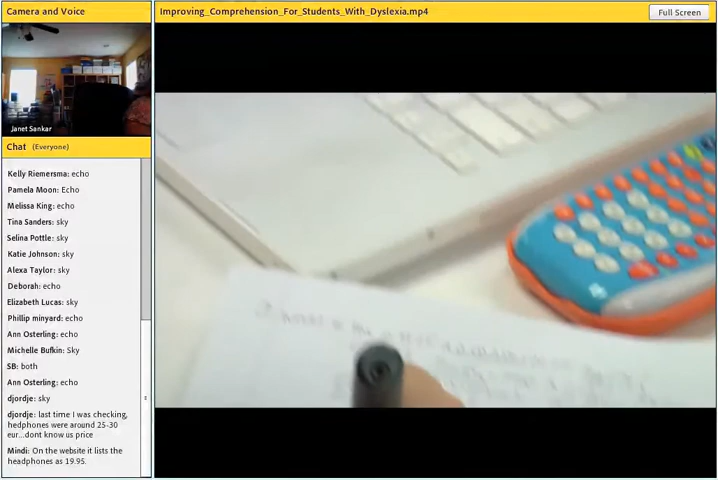 Camera and Voice
Improving_Comprehension_For_Students_With_Dyslexia.mp4
Full Screen
Janet Sankar
Chat (Everyone)
Kelly Riemersma: echo
Pamela Moon: Echo
Melissa King: echo
Tina Sanders: sky
Selina Pottle: sky
Katie Johnson: sky
Alexa Taylor: sky
Deborah: echo
Elizabeth Lucas: sky
Phillip minyard: echo
Ann Osterling: echo
Michelle Bufkin: Sky
SB: both
Ann Osterling: echo
djordje: sky
djordje: last time I was checking,
hedphones were around 25-30
eur...dont know us price
Mindi: On the website it lists the
headphones as 19.95.